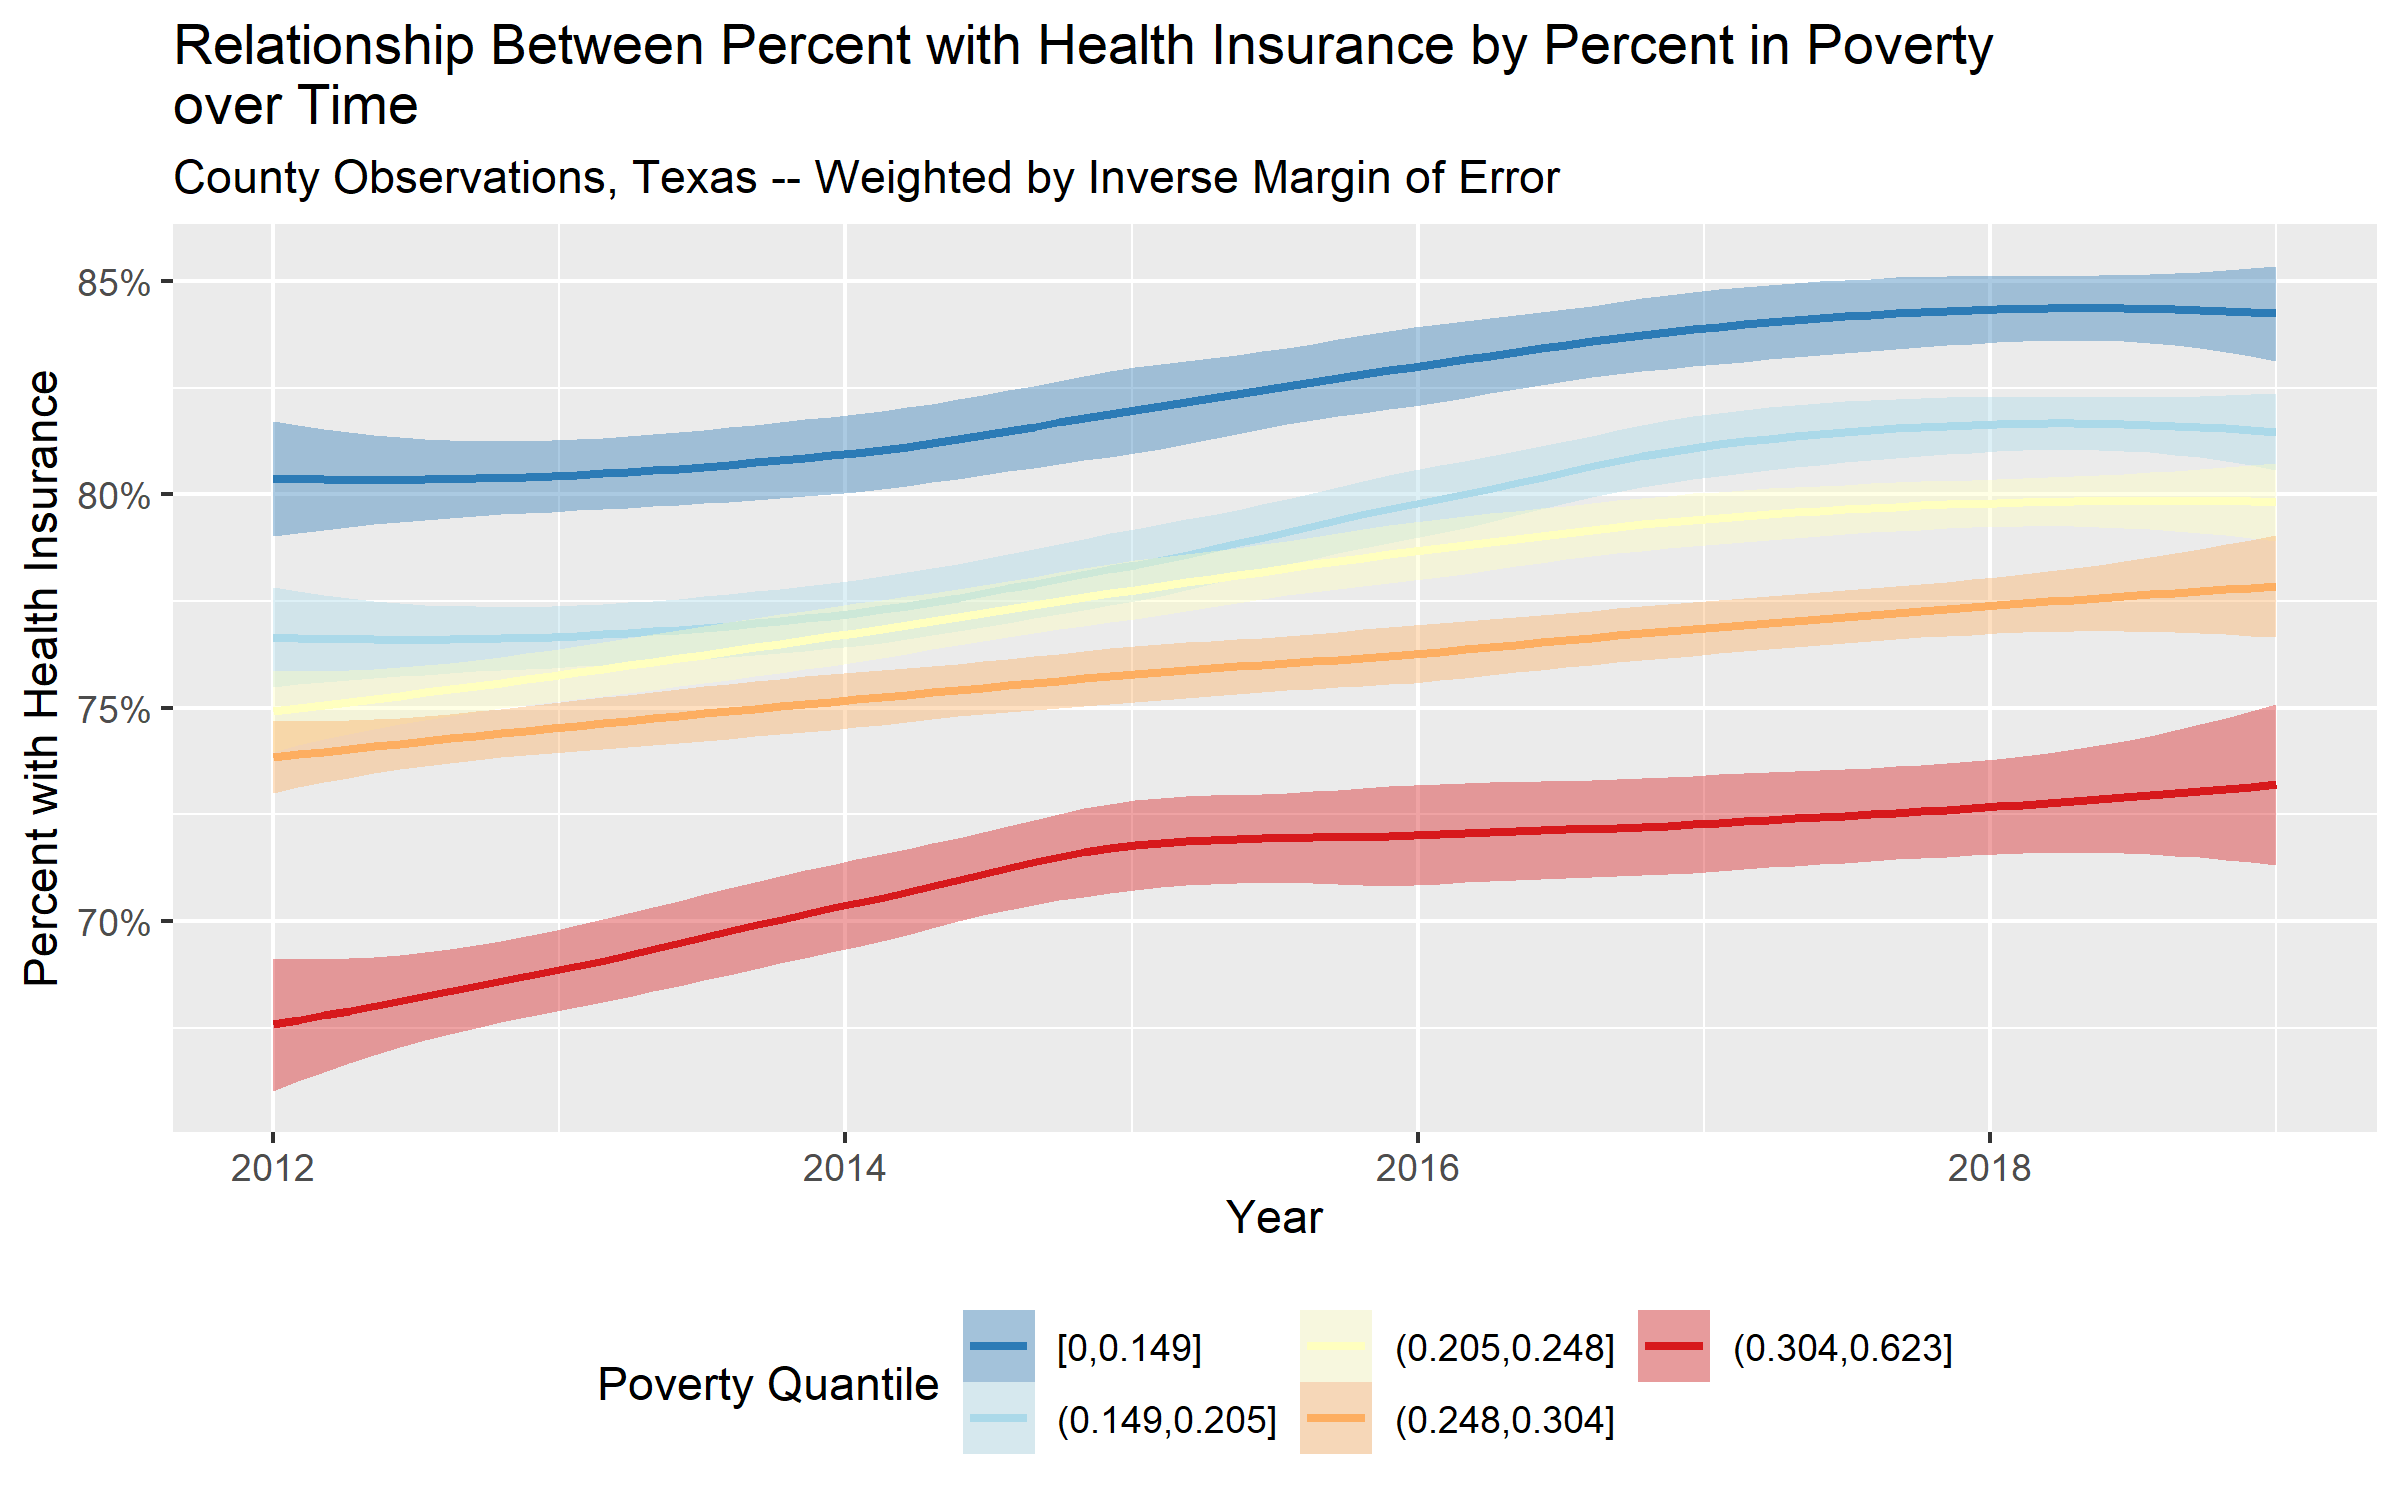 Relationship Between Percent with Health Insurance by Percent in Poverty
over Time
County Observations, Texas -- Weighted by Inverse Margin of Error
Percent with Health Insurance
85%
80%
75%
70%
2012
2014
2016
2018
Year
Poverty Quantile
[0,0.149]
(0.149,0.205]
(0.205,0.248]
(0.248,0.304]
(0.304,0.623]